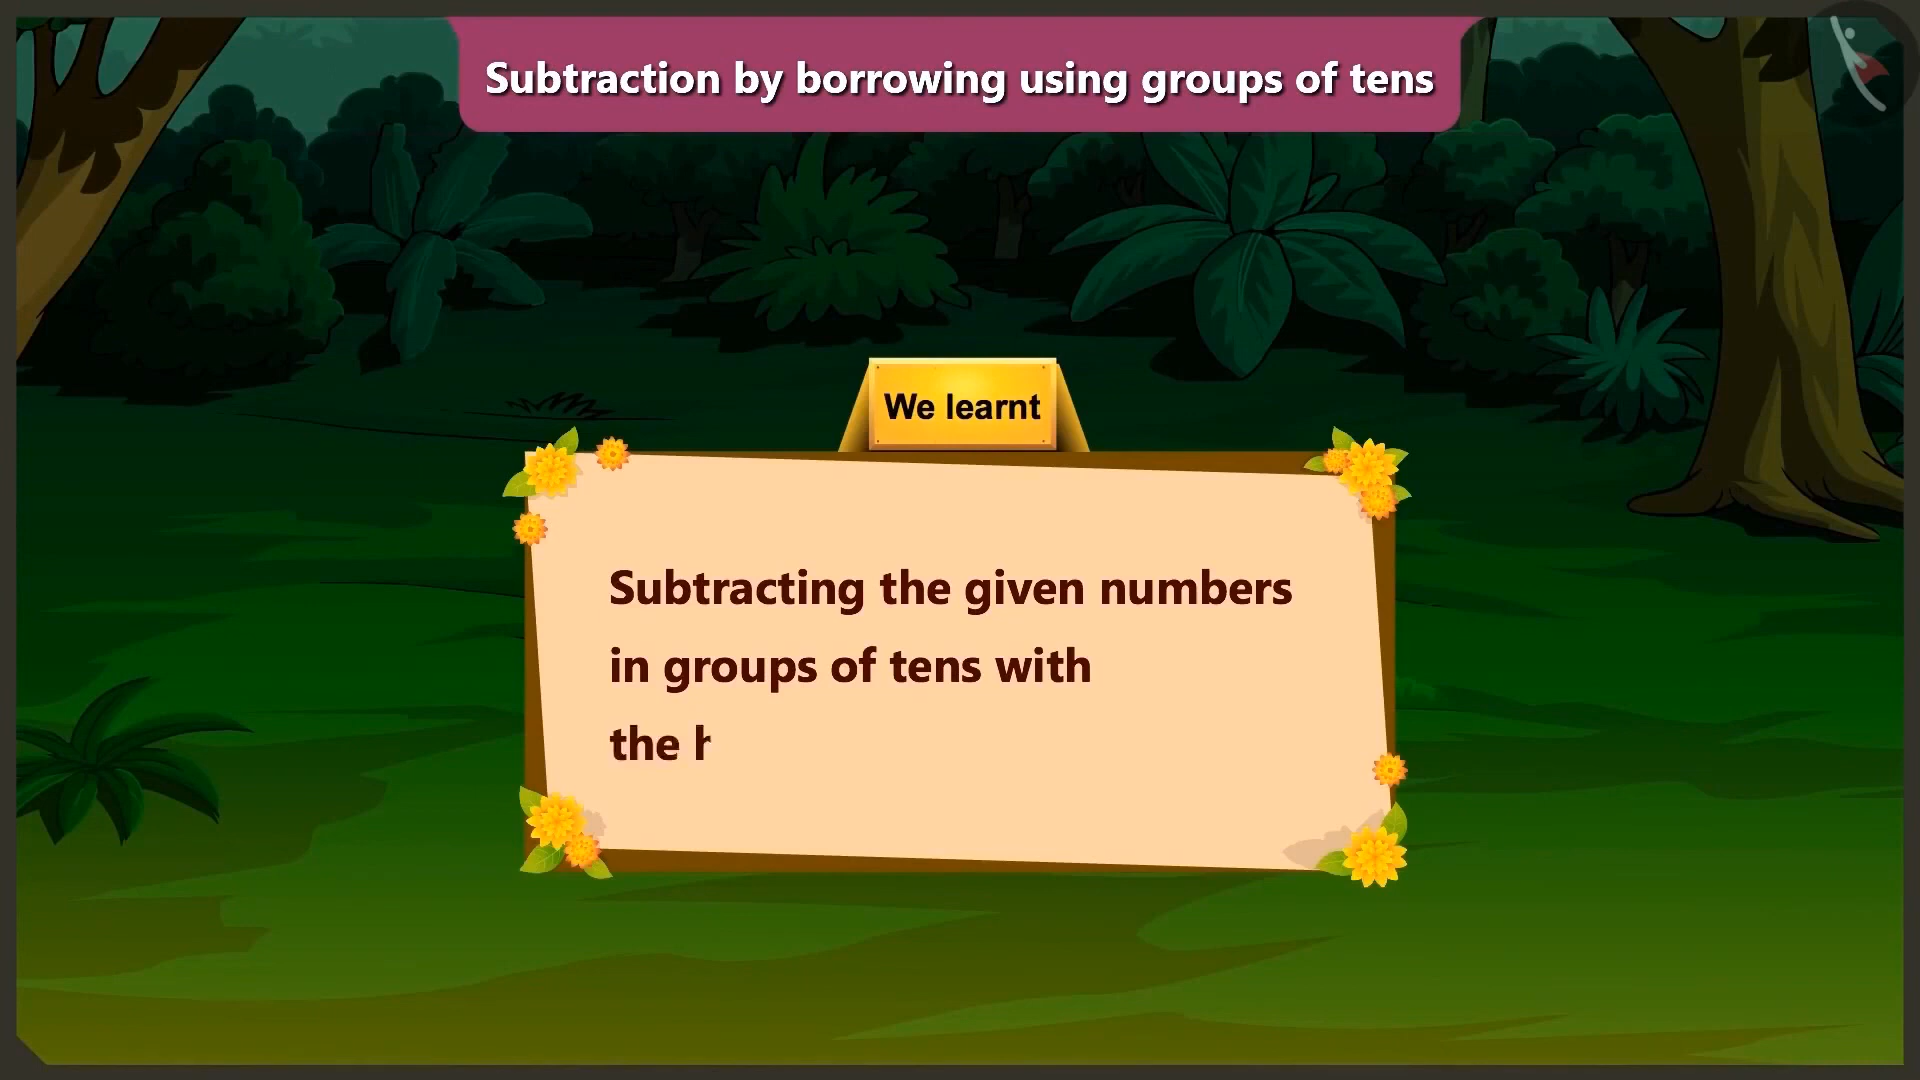 Subtraction by borrowing using groups of tens
We learnt
Subtracting the given numbers
in groups of tens with
the